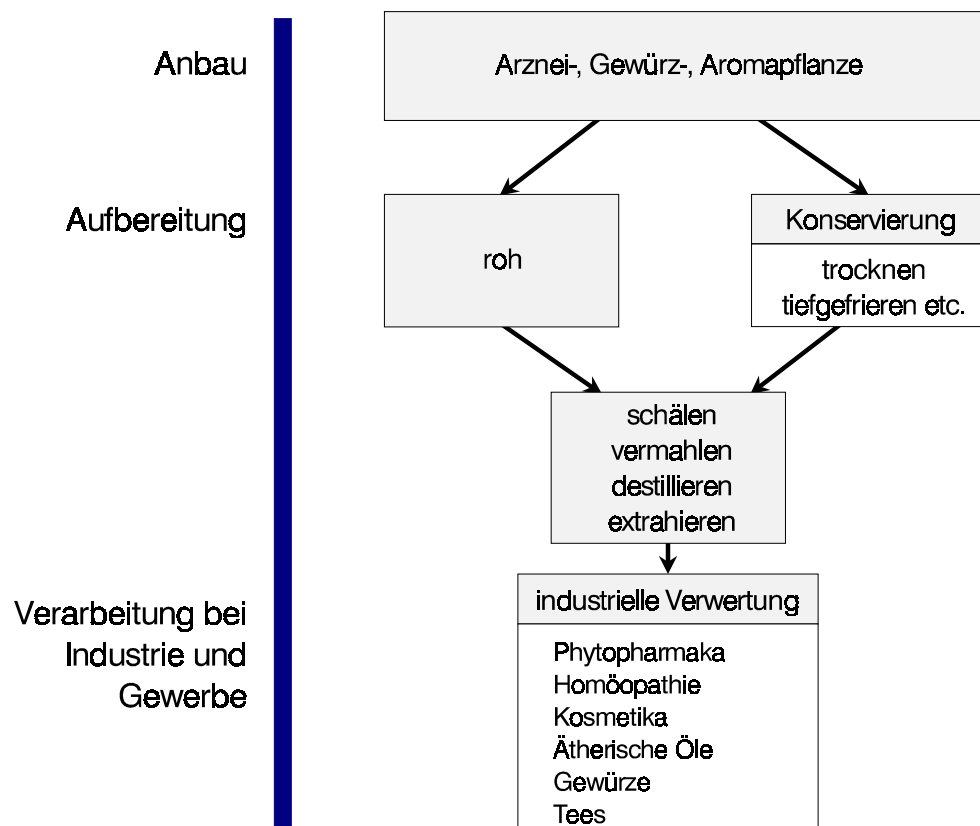 Anbau
Arznei-, Gewürz-, Aromapflanze
Aufbereitung
roh
Konservierung
trocknen
tiefgefrieren etc.
schälen
vermahlen
destillieren
extrahieren
Verarbeitung bei
Industrie und
Gewerbe
industrielle Verwertung
Phytopharmaka
Homöopathie
Kosmetika
Ätherische Öle
Gewürze
Tees